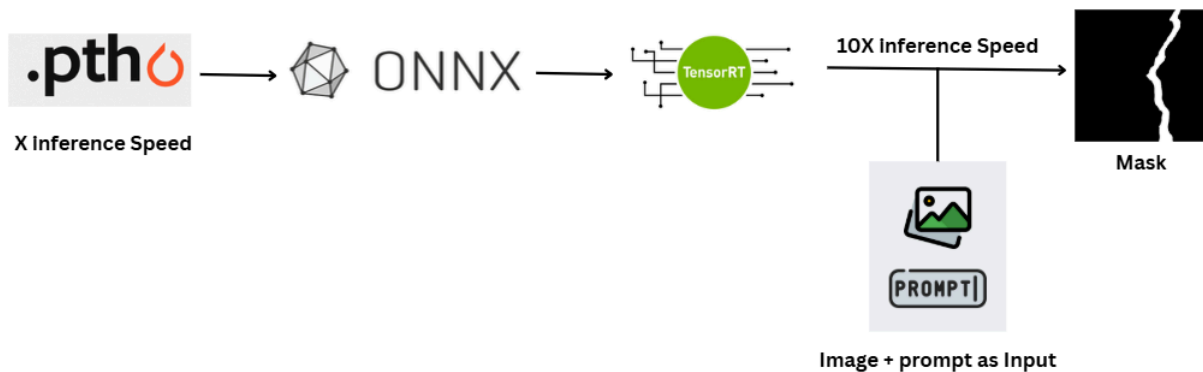 .pth
X inference Speed
ONNX
TensorRT
10X inference Speed
Mask
PROMPT
Image + prompt as Input